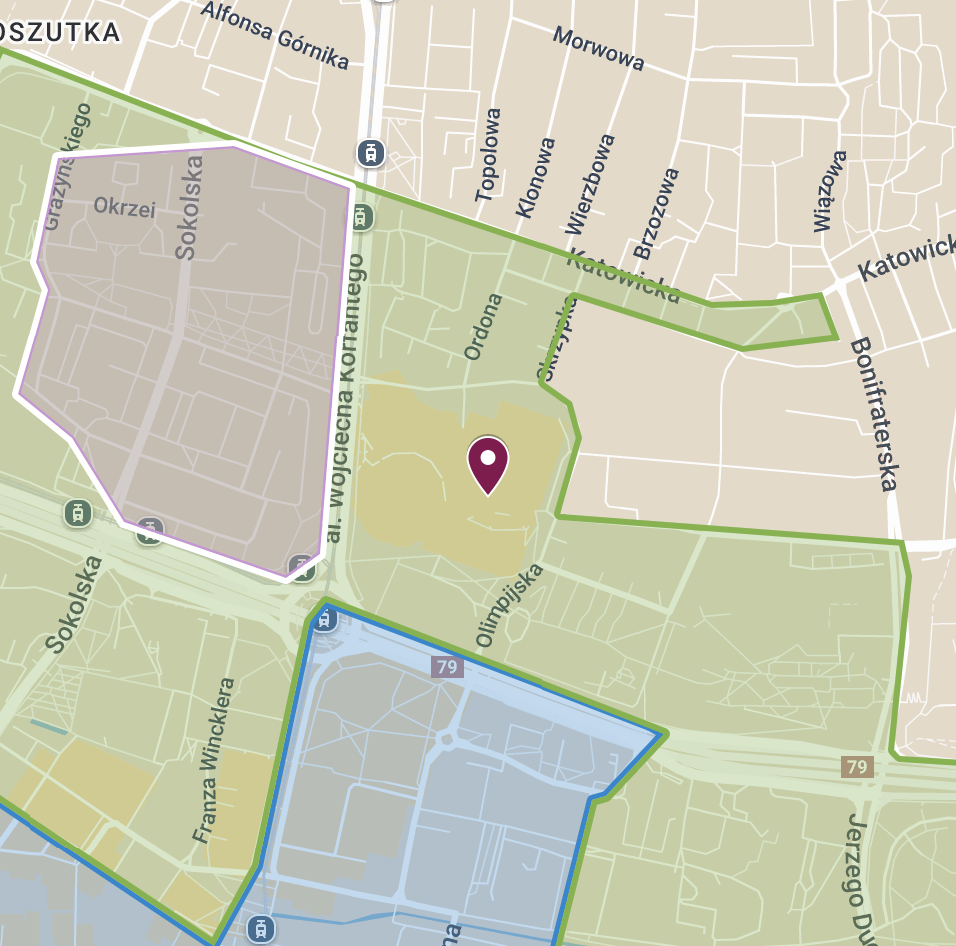 OSZUTKA
Alfonsa Górnika
Morwowa
Grażyńskiego
Topolowa
Klonowa
Wierzbowa
Brzozowa
Wiązowa
Sokolska
Okrzei
Katowicka
Katowick
Ordona
Skrzypka
al. Wojciecha Korfantego
Bonifraterska
Sokolska
Olimpijska
79
Franza Wincklera
79
Jerzego Du
na